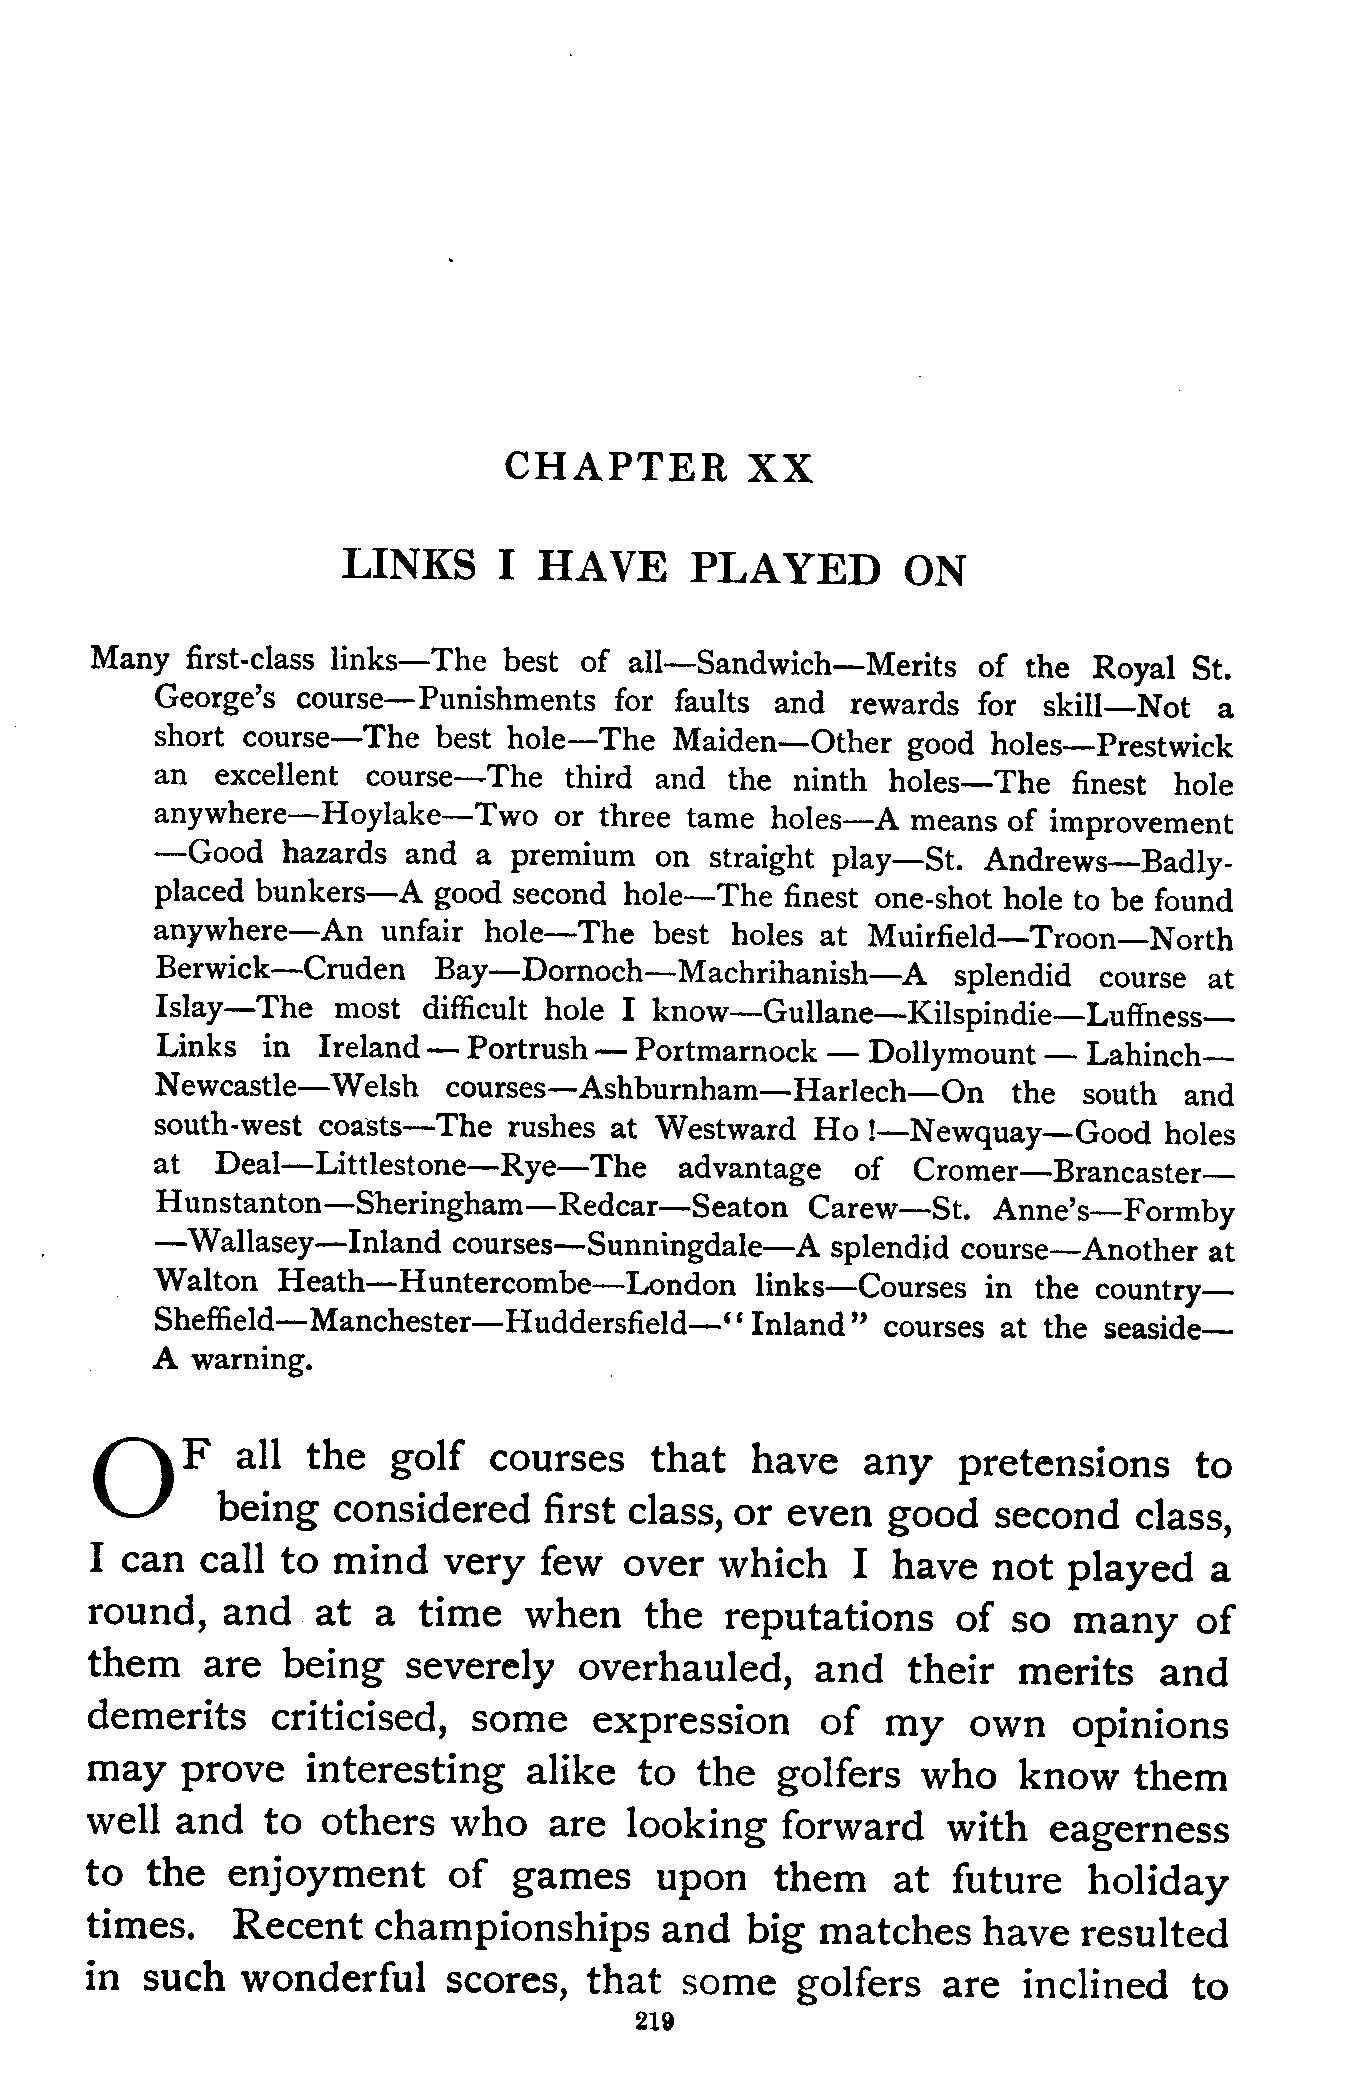 CHAPTER XX
LINKS I HAVE PLAYED ON
Many first-class links—The best of all—Sandwich—Merits of the Royal St.
George's course—Punishments for faults and rewards for skill—Not a
short course—The best hole—The Maiden—Other good holes—Prestwick
an excellent course—The third and the ninth holes—The finest hole
anywhere—Hoylake—Two or three tame holes—A means of improvement
—Good hazards and a premium on straight play—St. Andrews—Badly-
placed bunkers—A good second hole—The finest one-shot hole to be found
anywhere—An unfair hole—The best holes at Muirfield—Troon—North
Berwick—Cruden Bay—Dornoch—Machrihanish—A splendid course at
Islay—The most difficult hole I know—Gullane—Kilspindie—Luffness—
Links in Ireland — Portrush — Portmarnock — Dollymount — Lahinch—
Newcastle—Welsh courses—Ashburnham—Harlech—On the south and
south-west coasts—The rushes at Westward Ho !—Newquay—Good holes
at Deal—Littlestone—Rye—The advantage of Cromer—Brancaster—
Hunstanton—Sheringham—Redcar—Seaton Carew—St. Anne's—Formby
—Wallasey—Inland courses—Sunningdale—A splendid course—Another at
Walton Heath—Huntercombe—London links—Courses in the country—
Sheffield—Manchester—Huddersfield—"Inland" courses at the seaside—
A warning.
OF all the golf courses that have any pretensions to
being considered first class, or even good second class,
I can call to mind very few over which I have not played a
round, and at a time when the reputations of so many of
them are being severely overhauled, and their merits and
demerits criticised, some expression of my own opinions
may prove interesting alike to the golfers who know them
well and to others who are looking forward with eagerness
to the enjoyment of games upon them at future holiday
times. Recent championships and big matches have resulted
in such wonderful scores, that some golfers are inclined to
219